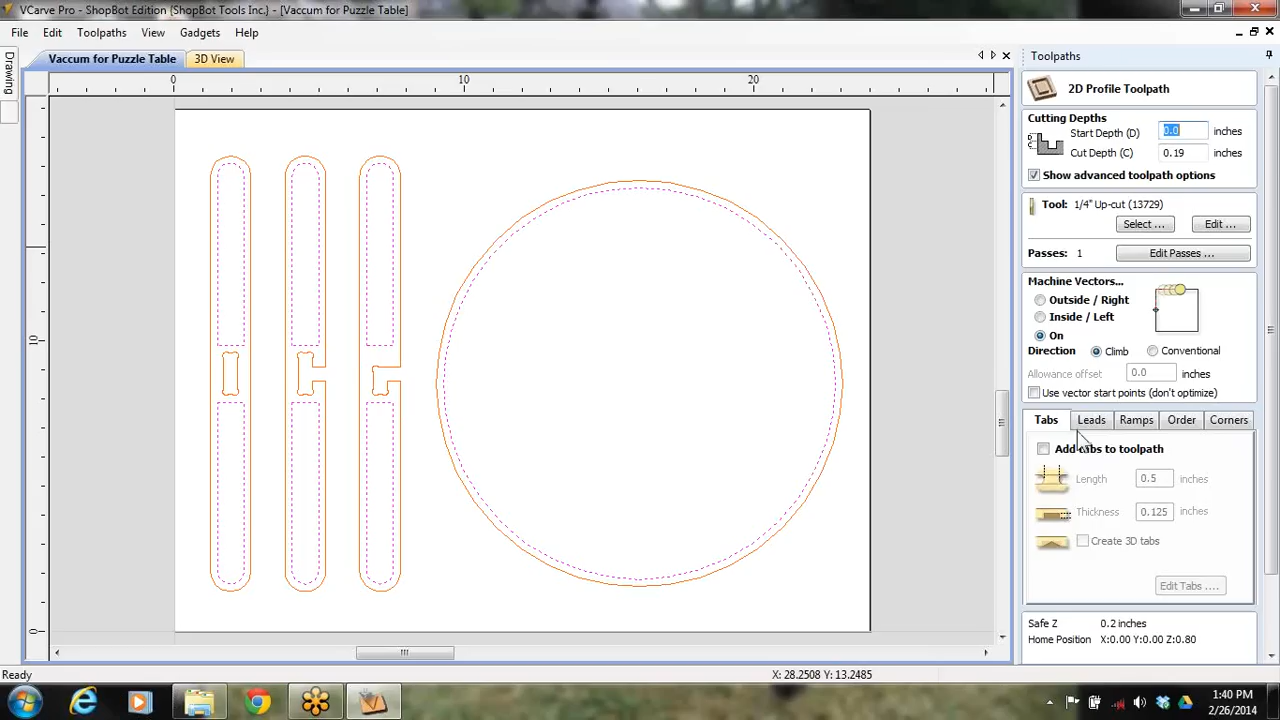 VCarve Pro - ShopBot Edition (ShopBot Tools Inc.) - [Vaccum for Puzzle Table]
File Edit Toolpaths View Gadgets Help
Drawing
Vaccum for Puzzle Table 3D View
0 10 20
10
0
Toolpaths
2D Profile Toolpath
Cutting Depths
Start Depth (D) 0.0 inches
Cut Depth (C) 0.19 inches
Show advanced toolpath options
Tool: 1/4" Up-cut (13729)
Select ... Edit ...
Passes: 1 Edit Passes ...
Machine Vectors...
Outside / Right
Inside / Left
On
Direction Climb Conventional
Allowance offset 0.0 inches
Use vector start points (don't optimize)
Tabs Leads Ramps Order Corners
Add tabs to toolpath
Length 0.5 inches
Thickness 0.125 inches
Create 3D tabs
Edit Tabs ....
Safe Z 0.2 inches
Home Position X:0.00 Y:0.00 Z:0.80
Ready X: 28.2508 Y: 13.2485
1:40 PM
2/26/2014